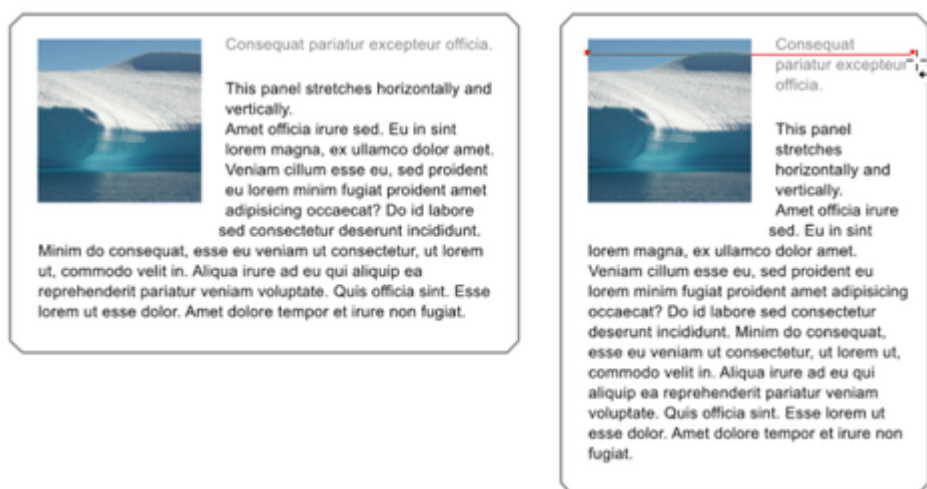 Consequat pariatur excepteur officia.
This panel stretches horizontally and
vertically.
Amet officia irure sed. Eu in sint
lorem magna, ex ullamco dolor amet.
Veniam cillum esse eu, sed proident
eu lorem minim fugiat proident amet
adipisicing occaecat? Do id labore
sed consectetur deserunt incididunt.
Minim do consequat, esse eu veniam ut consectetur, ut lorem
ut, commodo velit in. Aliqua irure ad eu qui aliquip ea
reprehenderit pariatur veniam voluptate. Quis officia sint. Esse
lorem ut esse dolor. Amet dolore tempor et irure non fugiat.
Consequat
pariatur excepteur
officia.
This panel
stretches
horizontally and
vertically.
Amet officia irure
sed. Eu in sint
lorem magna, ex ullamco dolor amet.
Veniam cillum esse eu, sed proident eu
lorem minim fugiat proident amet adipisicing
occaecat? Do id labore sed consectetur
deserunt incididunt. Minim do consequat,
esse eu veniam ut consectetur, ut lorem ut,
commodo velit in. Aliqua irure ad eu qui
aliquip ea reprehenderit pariatur veniam
voluptate. Quis officia sint. Esse lorem ut
esse dolor. Amet dolore tempor et irure non
fugiat.